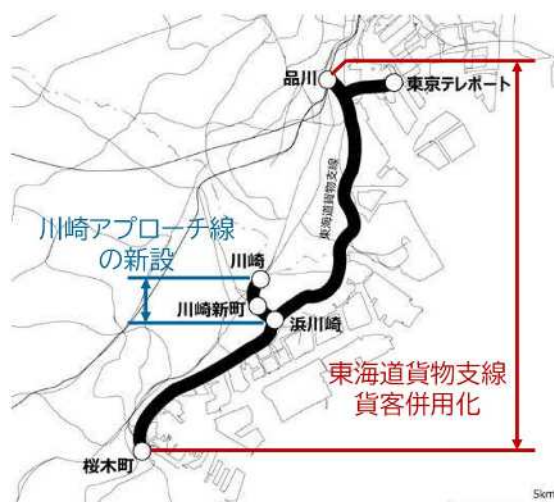 品川
東京テレポート
東海道貨物支線
川崎アプローチ線
の新設
川崎
川崎新町
浜川崎
東海道貨物支線
貨客併用化
桜木町
5km